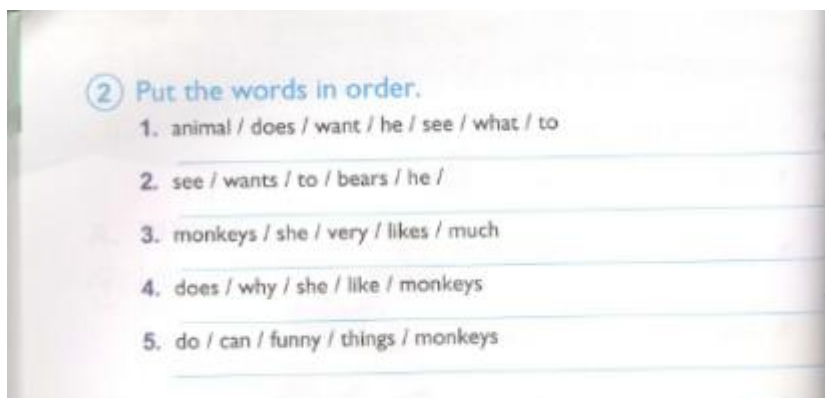 2 Put the words in order.
1. animal / does / want / he / see / what / to
2. see / wants / to / bears / he /
3. monkeys / she / very / likes / much
4. does / why / she / like / monkeys
5. do / can / funny / things / monkeys